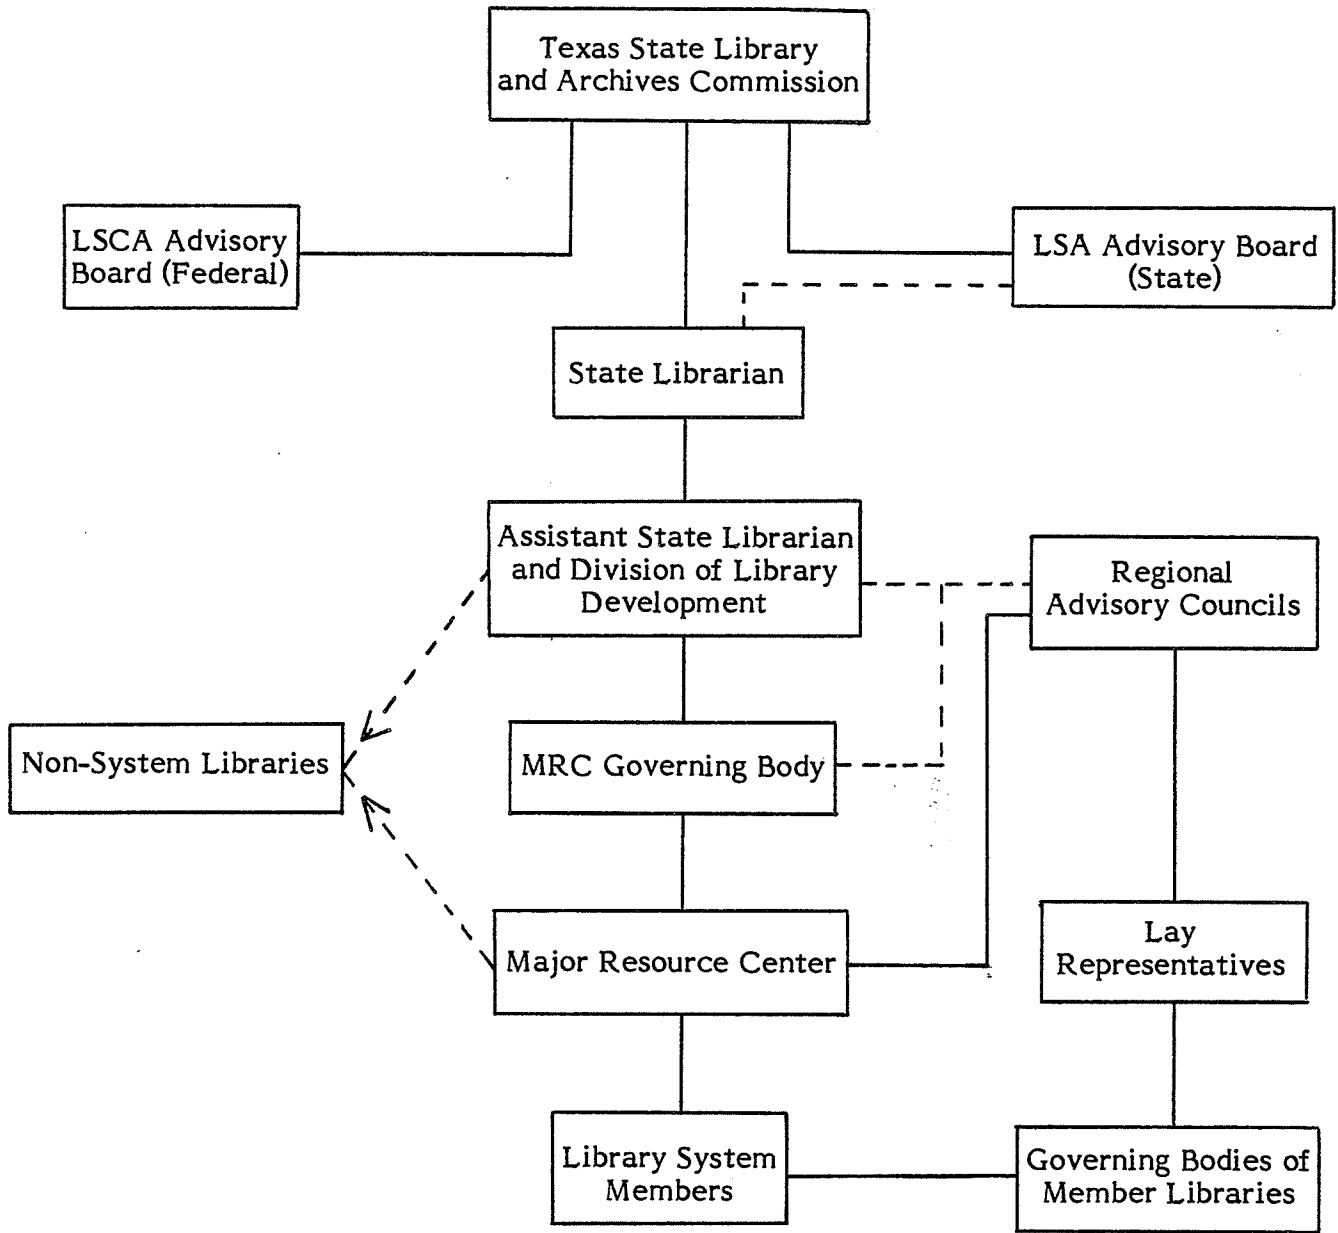 Texas State Library
and Archives Commission
LSCA Advisory
Board (Federal)
LSA Advisory Board
(State)
State Librarian
Assistant State Librarian
and Division of Library
Development
Regional
Advisory Councils
Non-System Libraries
MRC Governing Body
Major Resource Center
Lay
Representatives
Library System
Members
Governing Bodies of
Member Libraries